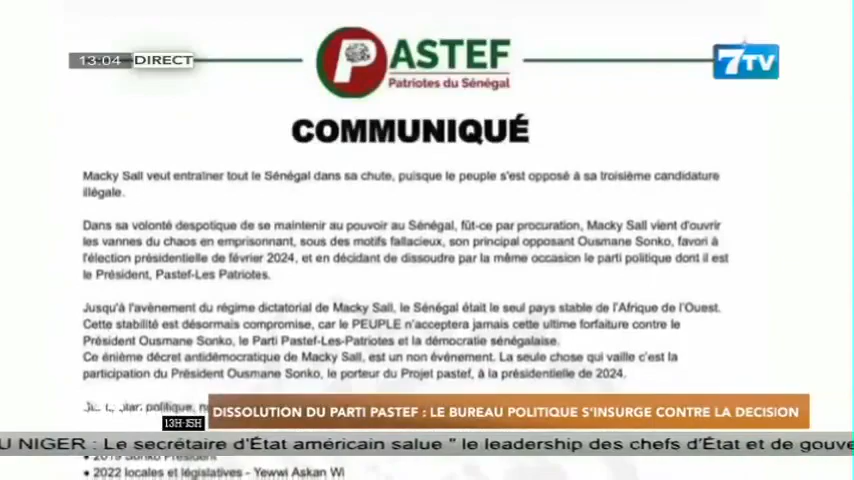 13:04 DIRECT
PASTEF
Patriotes du Sénégal
7TV
COMMUNIQUÉ
Macky Sall veut entraîner tout le Sénégal dans sa chute, puisque le peuple s'est opposé à sa troisième candidature
illégale.
Dans sa volonté despotique de se maintenir au pouvoir au Sénégal, fût-ce par procuration, Macky Sall vient d'ouvrir
les vannes du chaos en emprisonnant, sous des motifs fallacieux, son principal opposant Ousmane Sonko, favori à
l'élection présidentielle de février 2024, et en décidant de dissoudre par la même occasion le parti politique dont il est
le Président, Pastef-Les Patriotes.
Jusqu'à l'avènement du régime dictatorial de Macky Sall, le Sénégal était le seul pays stable de l'Afrique de l'Ouest.
Cette stabilité est désormais compromise, car le PEUPLE n'acceptera jamais cette ultime forfaiture contre le
Président Ousmane Sonko, le Parti Pastef-Les-Patriotes et la démocratie sénégalaise.
Ce énième décret antidémocratique de Macky Sall, est un non événement. La seule chose qui vaille c'est la
participation du Président Ousmane Sonko, le porteur du Projet pastef, à la présidentielle de 2024.
politique,
DISSOLUTION DU PARTI PASTEF : LE BUREAU POLITIQUE S'INSURGE CONTRE LA DECISION
13H-15H
U NIGER : Le secrétaire d'État américain salue " le leadership des chefs d'État et de gouve
• 2019 Sonko Président
• 2022 locales et législatives - Yewwi Askan Wi